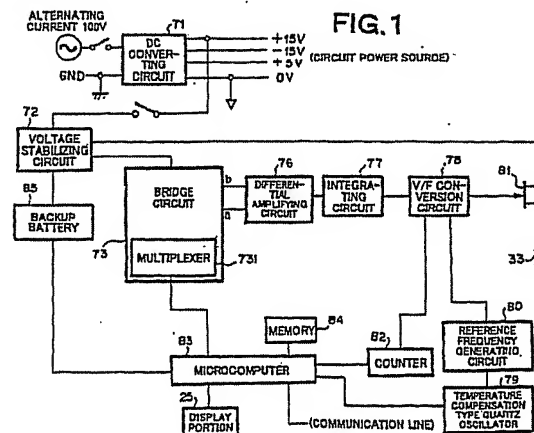 FIG.1
ALTERNATING
CURRENT 100V
71
DC
CONVER-
TING
CIRCUIT
+15V
-15V
+5V
0V
(CIRCUIT POWER SOURCE)
GND
72
VOLTAGE
STABILIZING
CIRCUIT
85
BACKUP
BATTERY
BRIDGE
CIRCUIT
b
a
MULTIPLEXER
73
731
76
DIFFEREN-
TIAL
AMPLIFYING
CIRCUIT
77
INTEGRA-
TING
CIRCUIT
78
V/F CON-
VERSION
CIRCUIT
81
33
80
REFERENCE
FREQUENCY
GENERATING
CIRCUIT
79
TEMPERATURE
COMPENSATION
TYPE QUARTZ
OSCILLATOR
MEMORY
84
82
COUNTER
83
MICROCOMPUTER
25
DISPLAY
PORTION
(COMMUNICATION LINE)